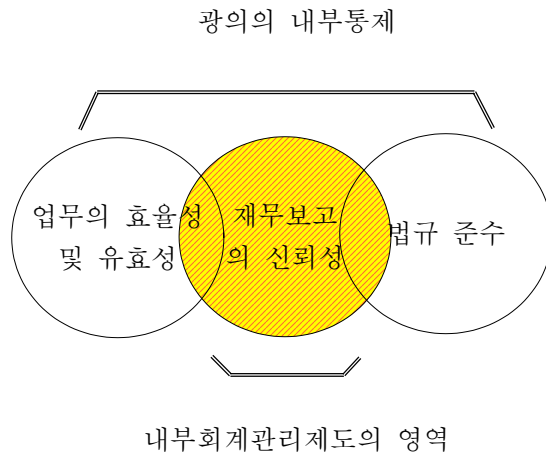 광의의 내부통제
업무의 효율성
및 유효성
재무보고
의 신뢰성
법규 준수
내부회계관리제도의 영역